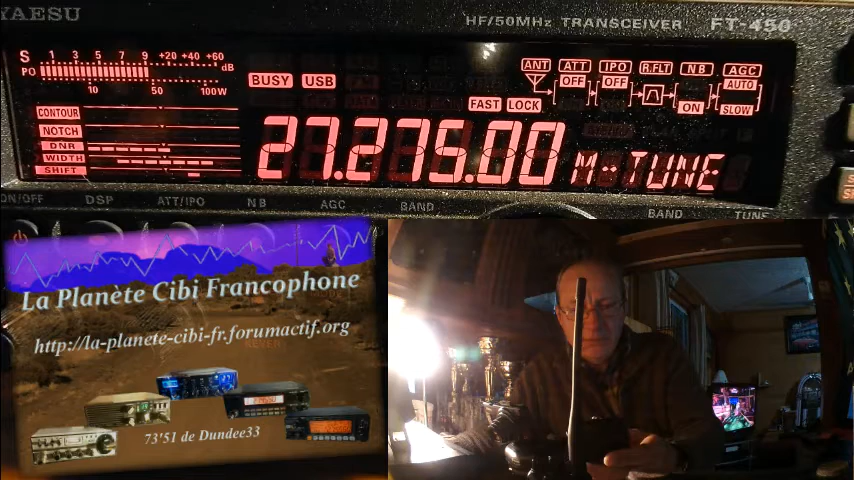 YAESU
HF/50MHz TRANSCEIVER FT-450
S 1 3 5 7 9 +20 +40 +60 dB
PO 10 50 100W
BUSY USB
ANT ATT IPO R.FLT NB AGC
OFF OFF AUTO
FAST LOCK ON SLOW
CONTOUR
NOTCH
DNR
WIDTH
SHIFT
27.275.00 M-TUNE
ON/OFF DSP ATT/IPO NB AGC BAND BAND TUNE
La Planète Cibi Francophone
http://la-planete-cibi-fr.forumactif.org
73'51 de Dundee33